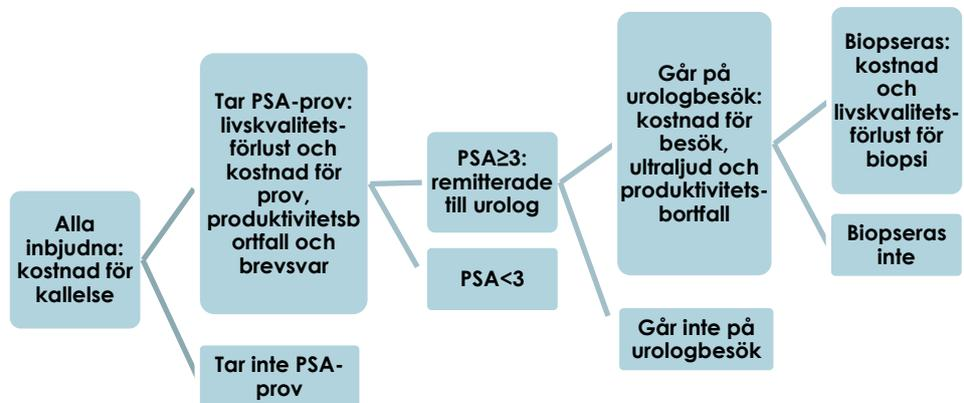 Alla
inbjudna:
kostnad för
kallelse
Tar PSA-prov:
livskvalitets-
förlust och
kostnad för
prov,
produktivitetsb
ortfall och
brevsvar
Tar inte PSA-
prov
PSA≥3:
remitterade
till urolog
PSA<3
Går på
urologbesök:
kostnad för
besök,
ultraljud och
produktivitets-
bortfall
Går inte på
urologbesök
Biopseras:
kostnad
och
livskvalitets-
förlust för
biopsi
Biopseras
inte